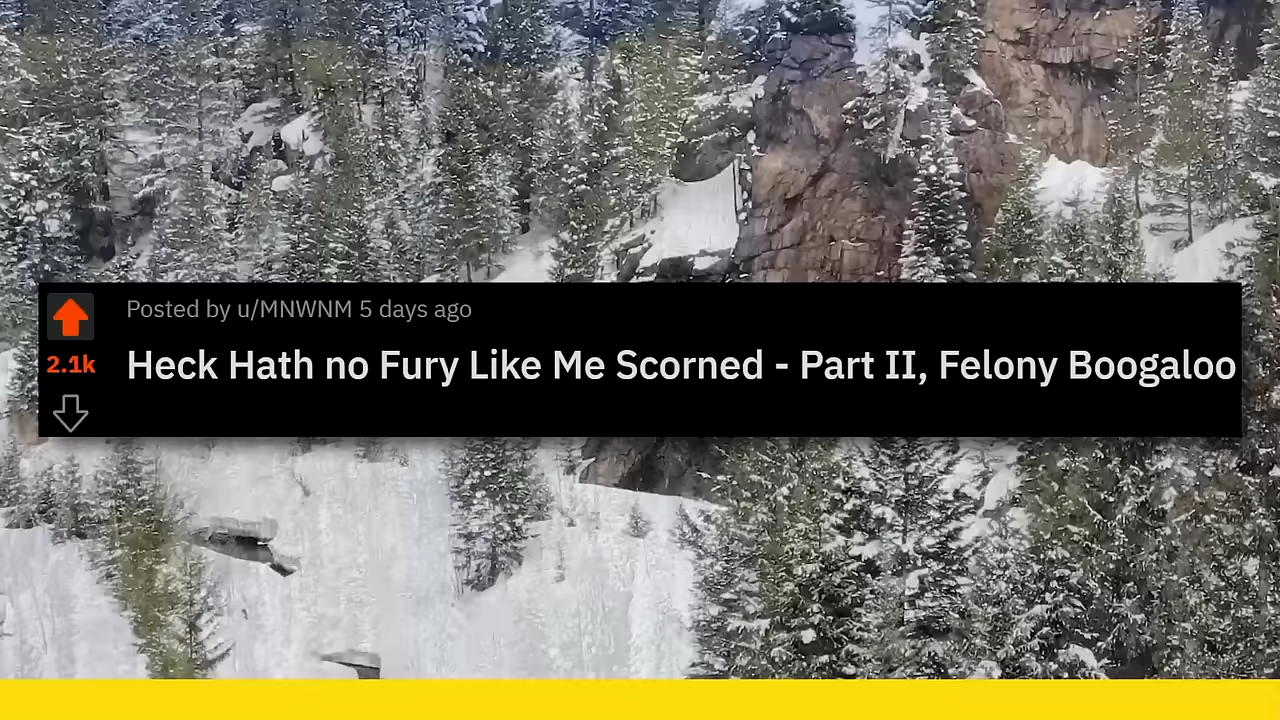 Posted by u/MNWNM 5 days ago
2.1k
Heck Hath no Fury Like Me Scorned - Part II, Felony Boogaloo